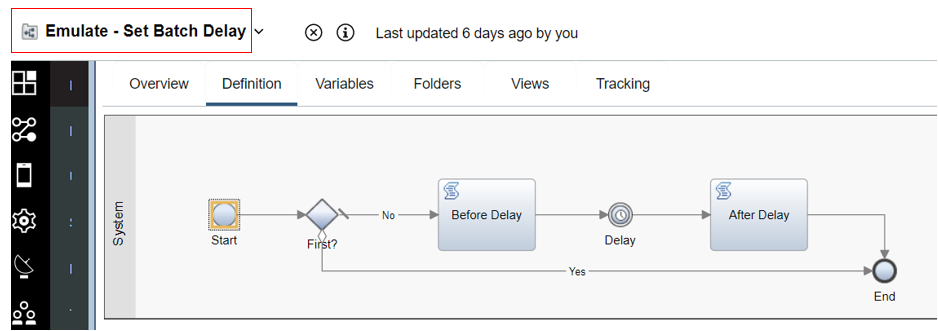 Emulate - Set Batch Delay
Last updated 6 days ago by you
Overview Definition Variables Folders Views Tracking
System
Start
First?
No
Before Delay
Delay
After Delay
Yes
End